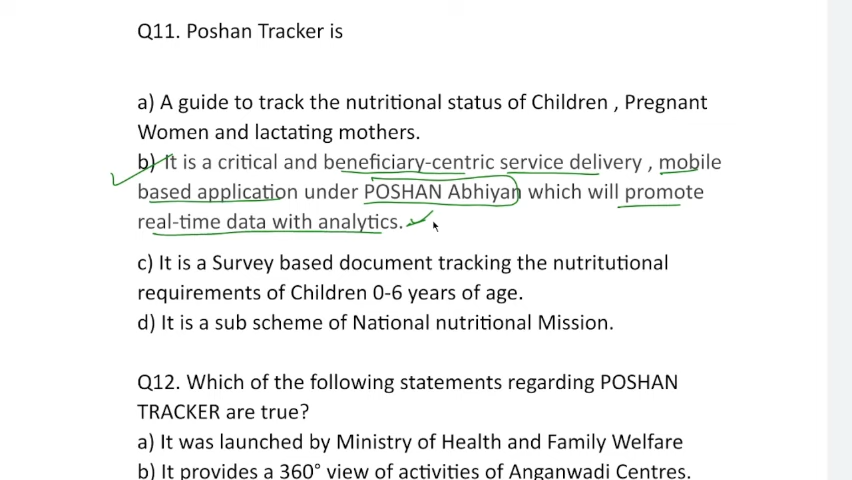 Q11. Poshan Tracker is
a) A guide to track the nutritional status of Children , Pregnant
Women and lactating mothers.
b) It is a critical and beneficiary-centric service delivery , mobile
based application under POSHAN Abhiyan which will promote
real-time data with analytics.
c) It is a Survey based document tracking the nutritutional
requirements of Children 0-6 years of age.
d) It is a sub scheme of National nutritional Mission.
Q12. Which of the following statements regarding POSHAN
TRACKER are true?
a) It was launched by Ministry of Health and Family Welfare
b) It provides a 360° view of activities of Anganwadi Centres.